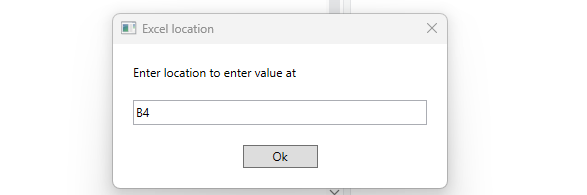 Excel location
Enter location to enter value at
B4
Ok